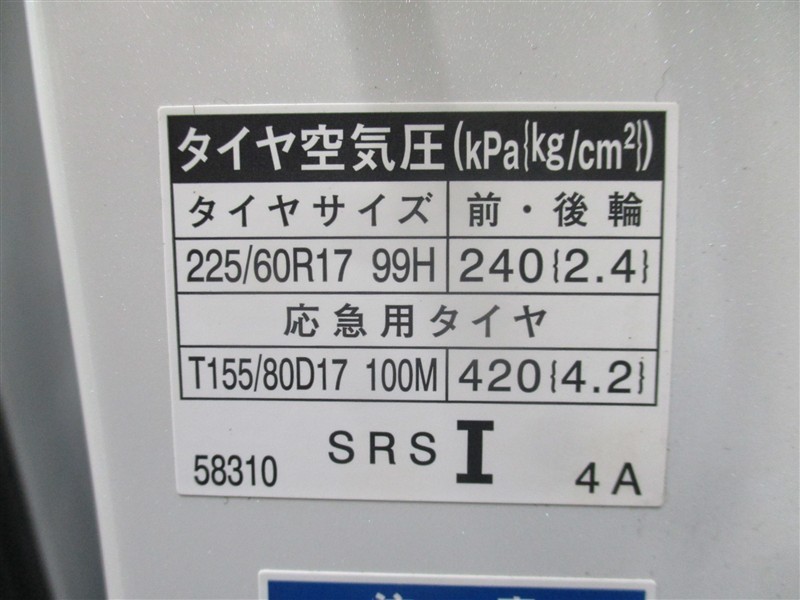 タイヤ空気圧(kPa{kg/cm²})
タイヤサイズ 前・後輪
225/60R17 99H 240{2.4}
応急用タイヤ
T155/80D17 100M 420{4.2}
SRS I
58310 4A